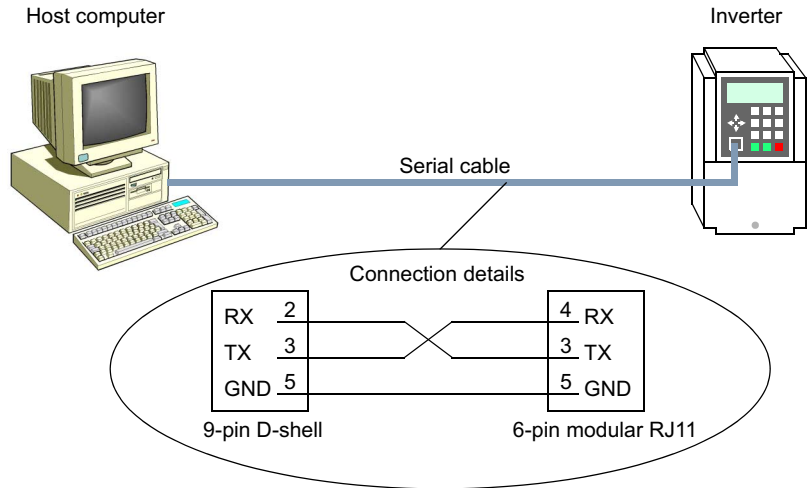 Host computer
Inverter
Serial cable
Connection details
RX 2
4 RX
TX 3
3 TX
GND 5
5 GND
9-pin D-shell
6-pin modular RJ11